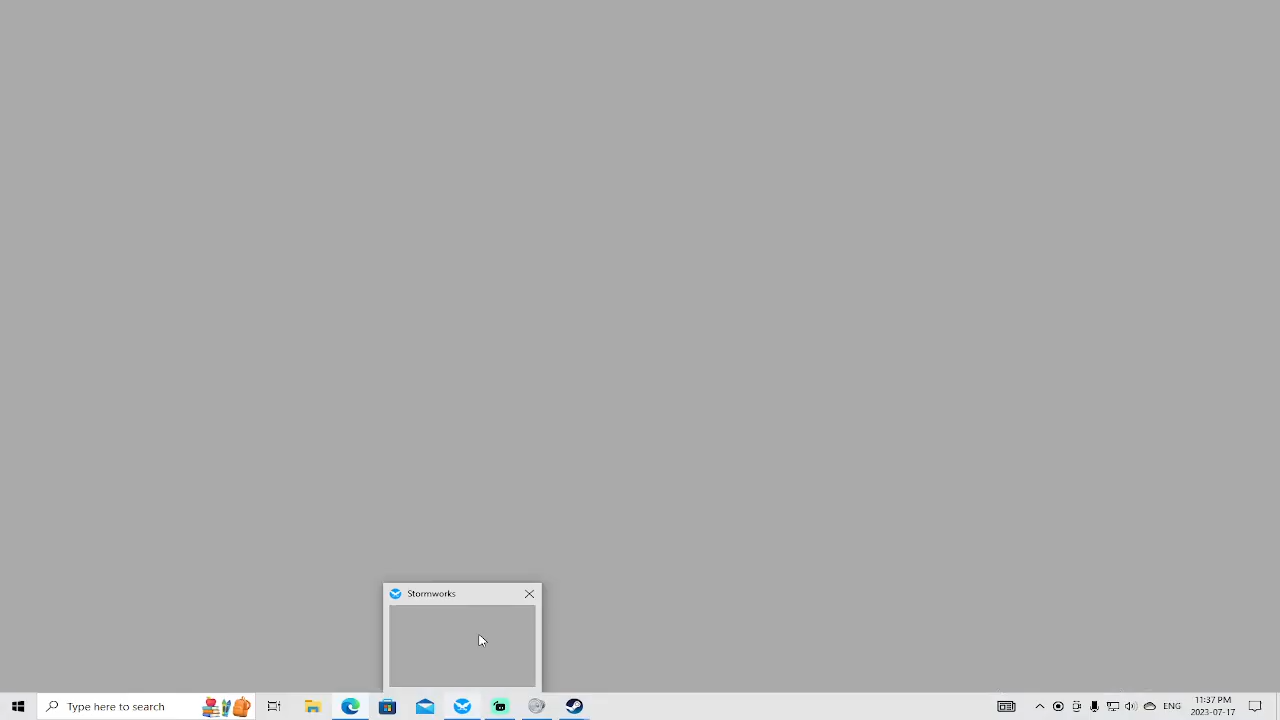 Stormworks
Type here to search
ENG
11:37 PM
2023-07-17